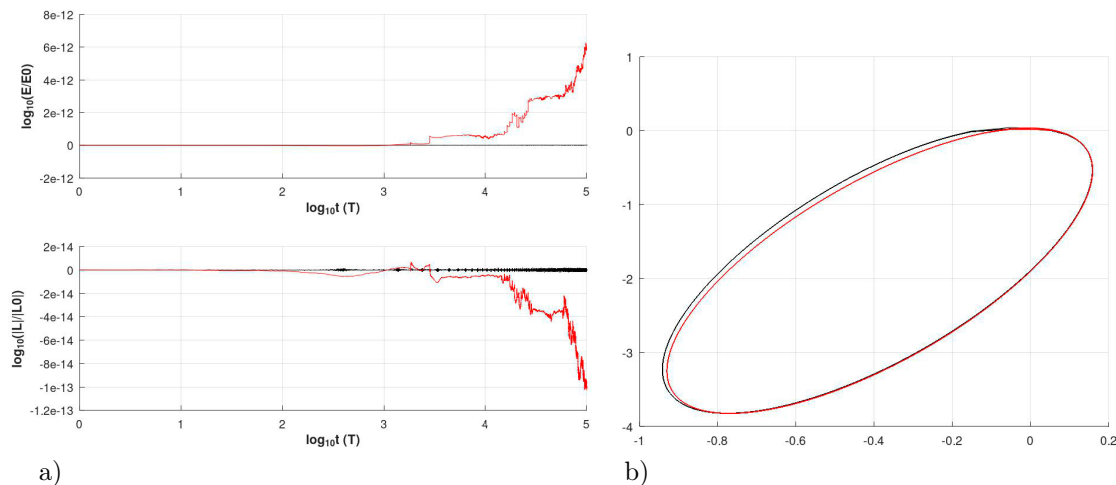 8e-12
6e-12
4e-12
2e-12
0
-2e-12
log₁₀(E/E0)
0 1 2 3 4 5
log₁₀t (T)
2e-14
0
-2e-14
-4e-14
-6e-14
-8e-14
-1e-13
-1.2e-13
log₁₀(|L|/|L0|)
0 1 2 3 4 5
log₁₀t (T)
a)
1
0
-1
-2
-3
-4
-1 -0.8 -0.6 -0.4 -0.2 0 0.2
b)